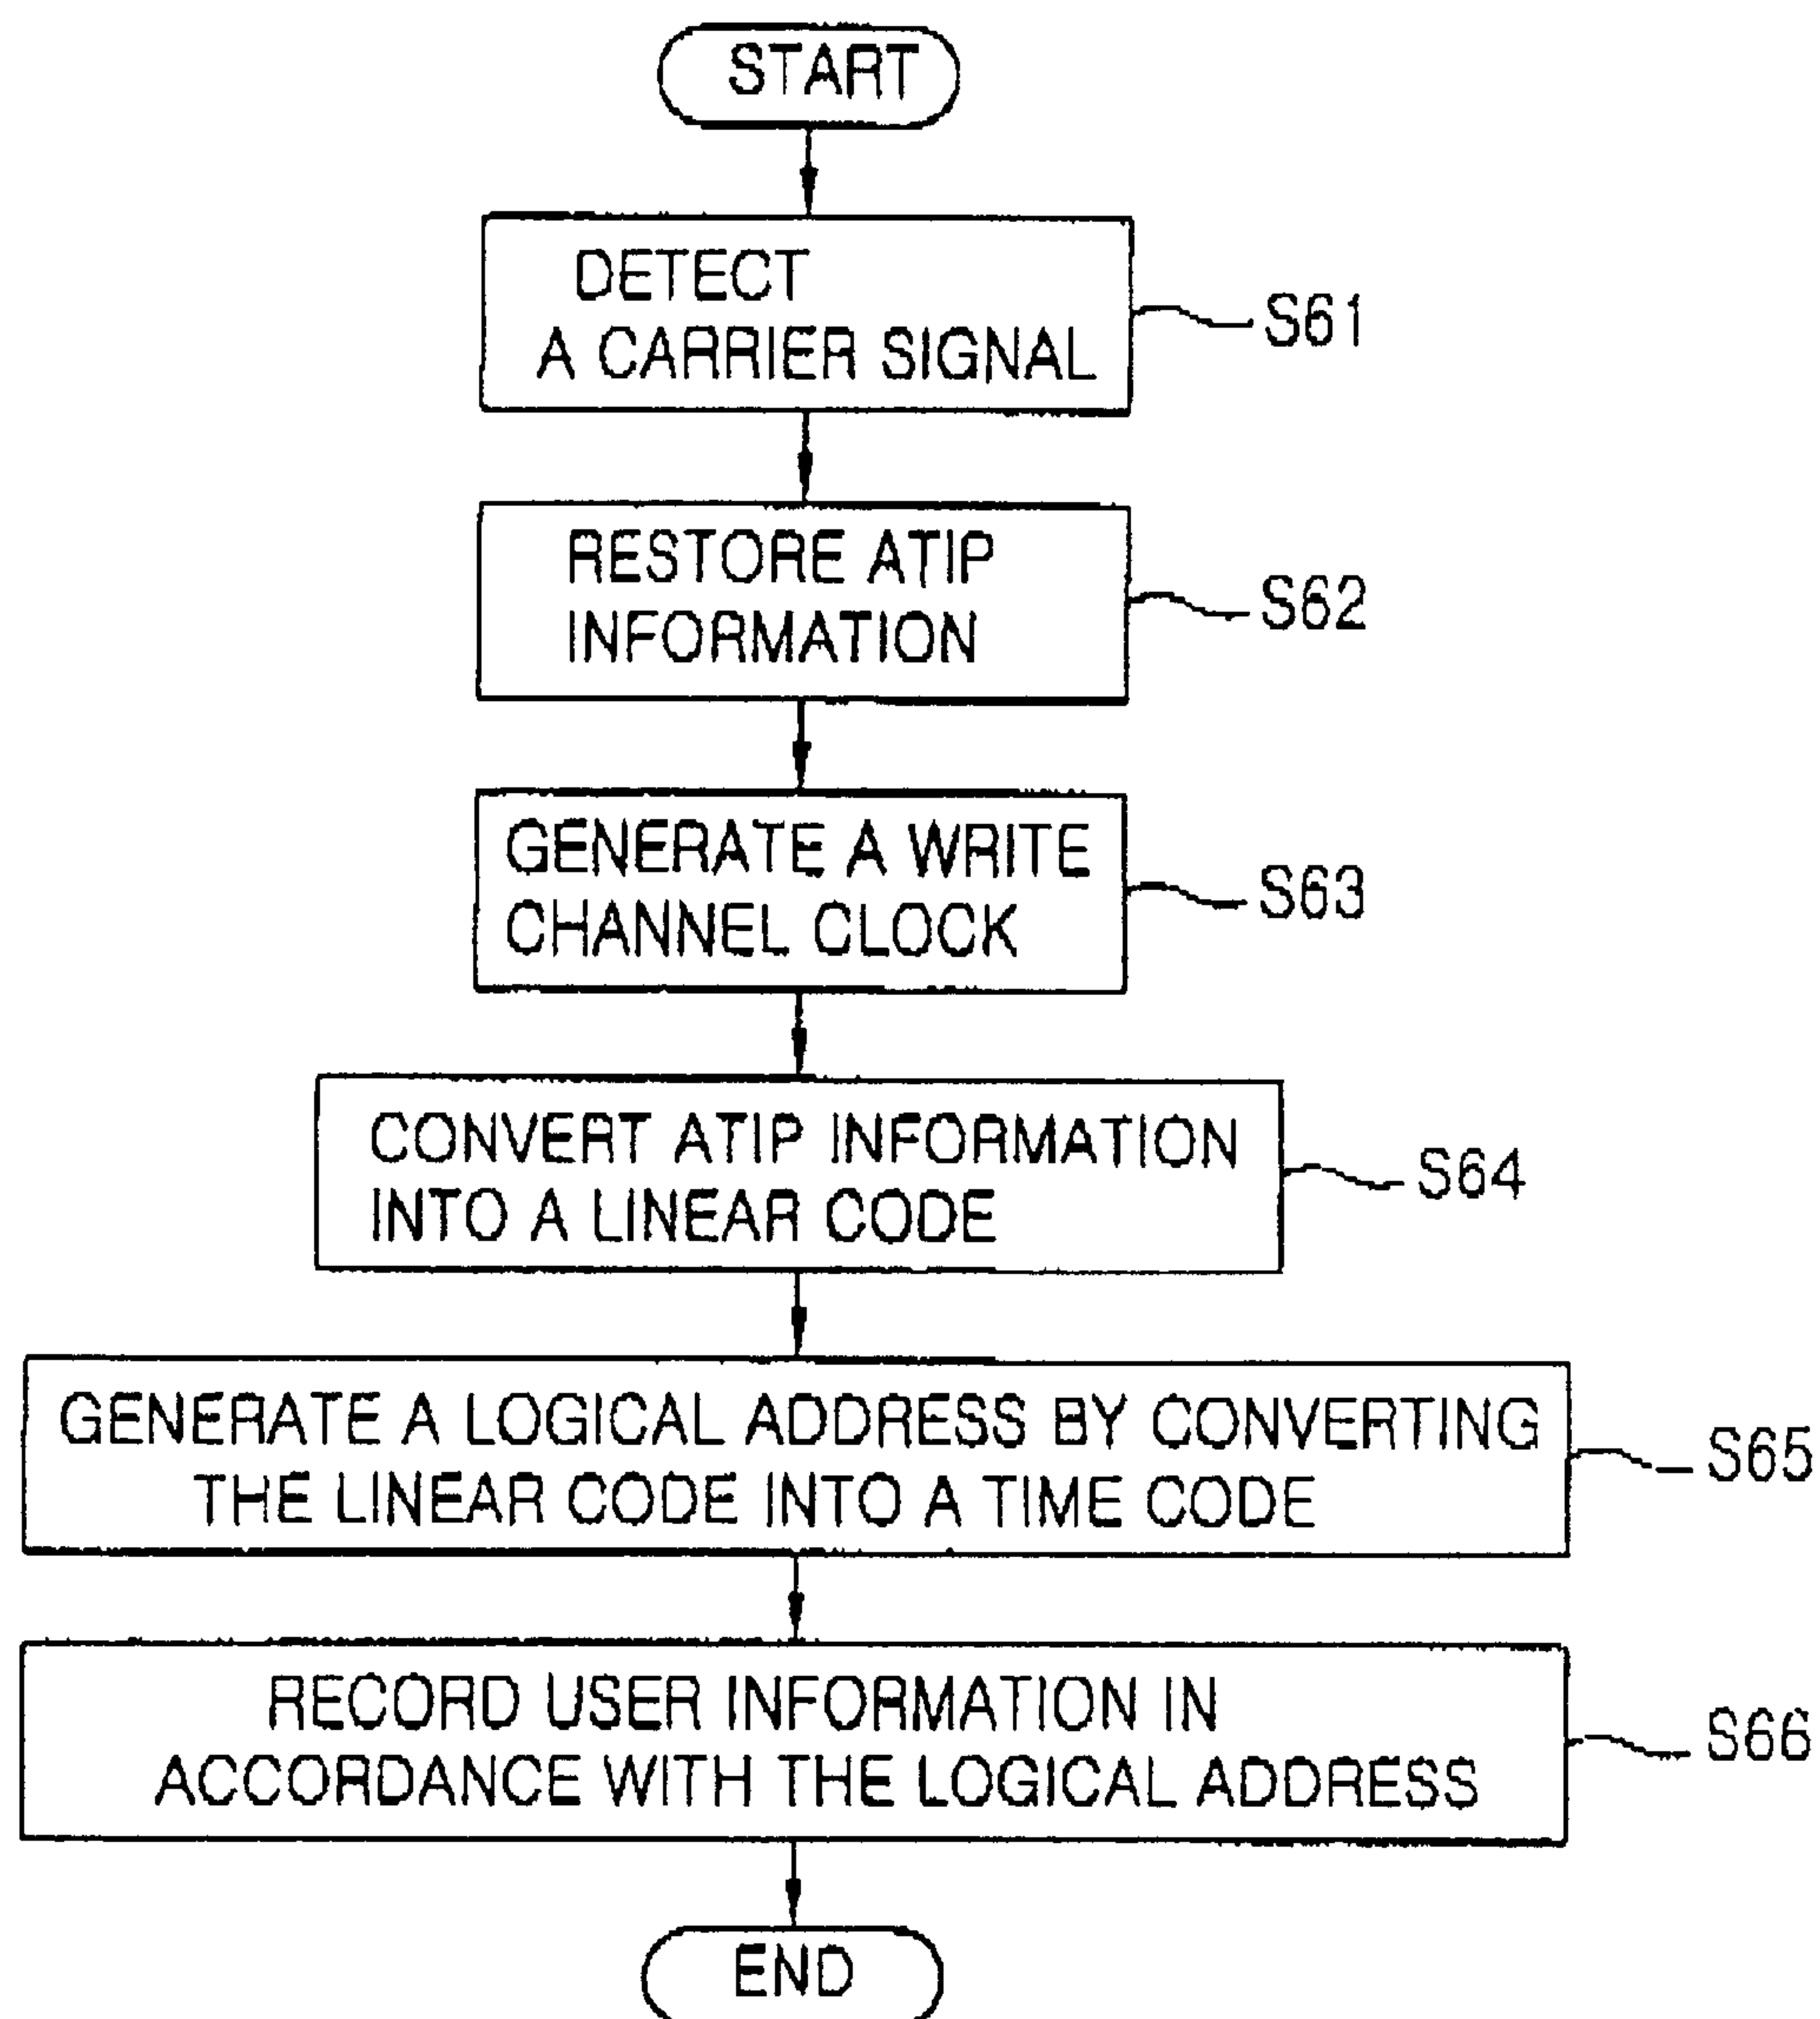 START
DETECT
A CARRIER SIGNAL
S61
RESTORE ATIP
INFORMATION
S62
GENERATE A WRITE
CHANNEL CLOCK
S63
CONVERT ATIP INFORMATION
INTO A LINEAR CODE
S64
GENERATE A LOGICAL ADDRESS BY CONVERTING
THE LINEAR CODE INTO A TIME CODE
S65
RECORD USER INFORMATION IN
ACCORDANCE WITH THE LOGICAL ADDRESS
S66
END